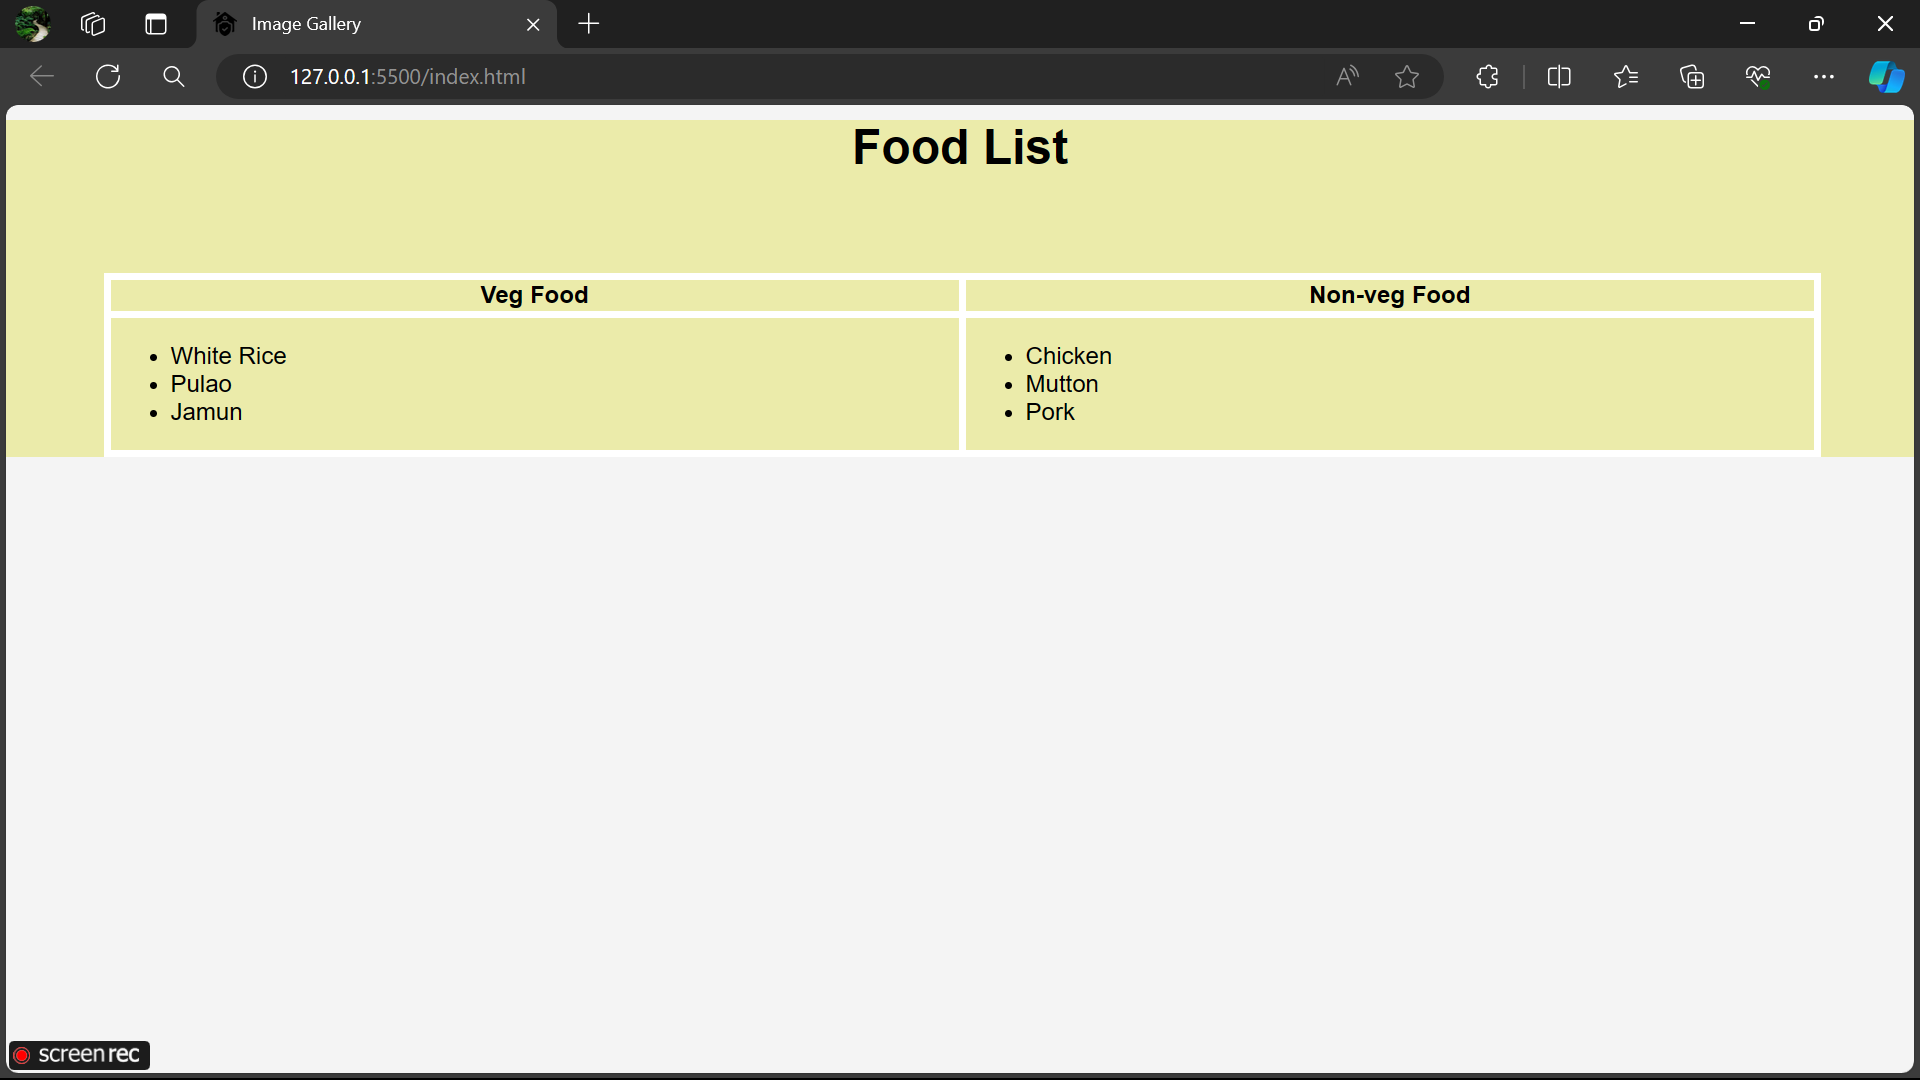 Image Gallery
127.0.0.1:5500/index.html
Food List
Veg Food
Non-veg Food
White Rice
Pulao
Jamun
Chicken
Mutton
Pork
screenrec